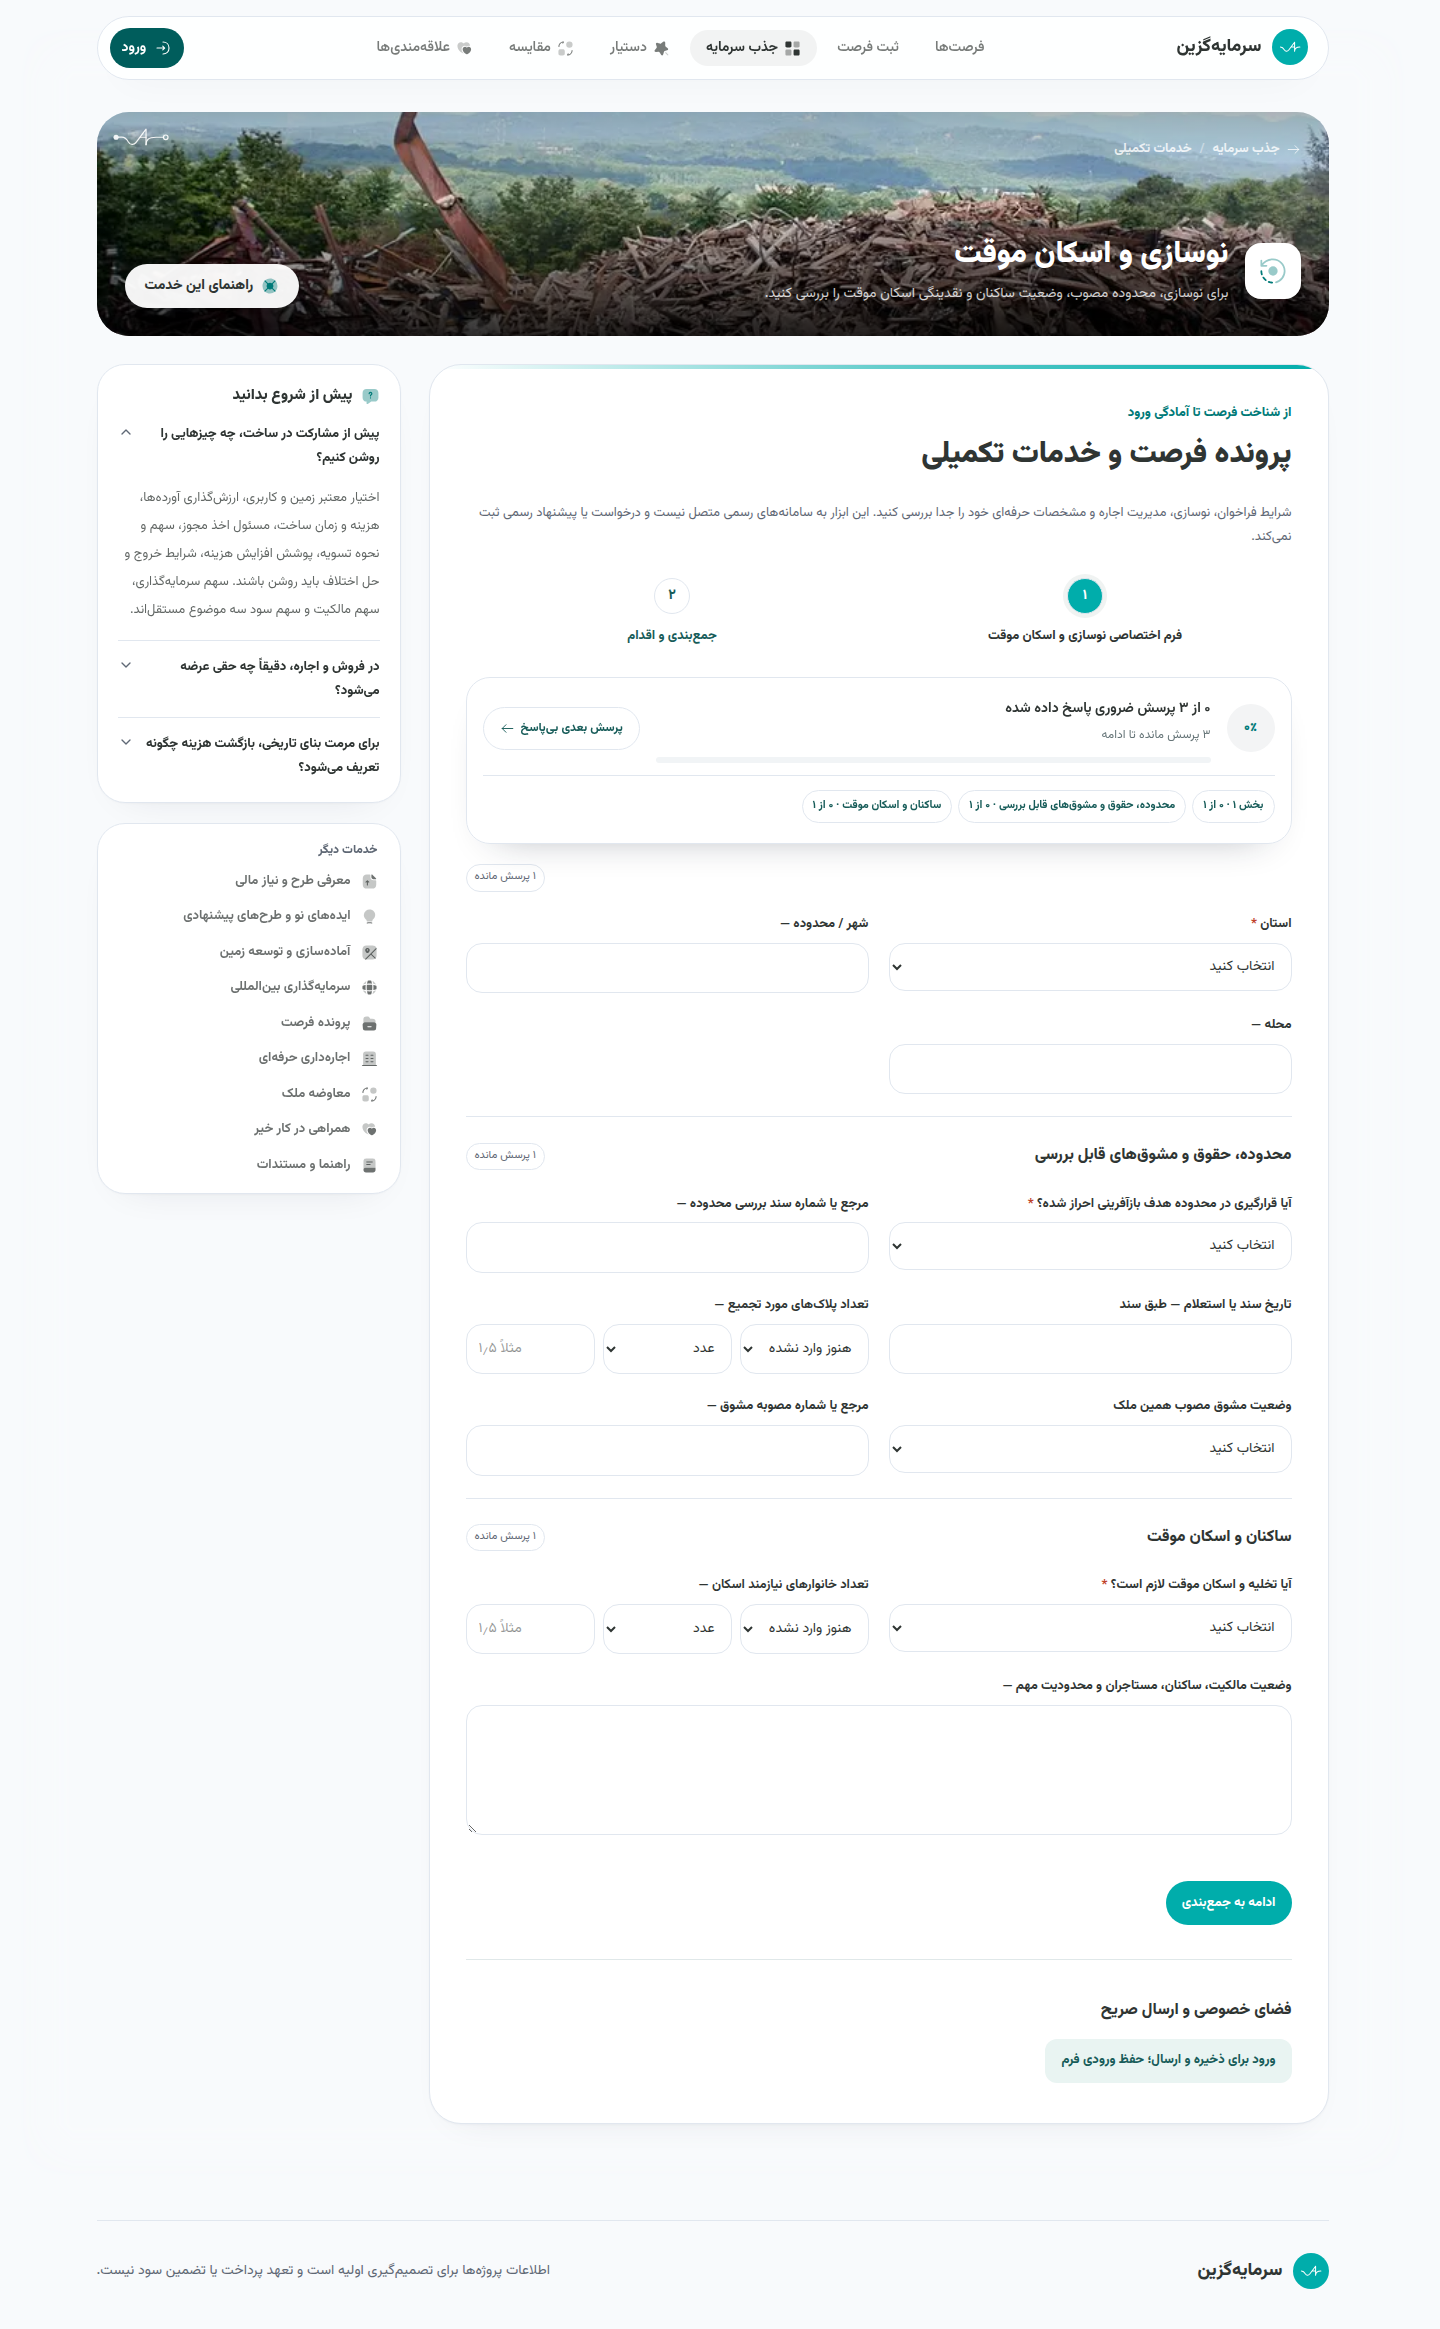 سرمایه‌گزین
فرصت‌ها
ثبت فرصت
جذب سرمایه
دستیار
مقایسه
علاقه‌مندی‌ها
ورود
جذب سرمایه / خدمات تکمیلی
نوسازی و اسکان موقت
برای نوسازی، محدوده مصوب، وضعیت ساکنان و نقدینگی اسکان موقت را بررسی کنید.
راهنمای این خدمت
از شناخت فرصت تا آمادگی ورود
پرونده فرصت و خدمات تکمیلی
شرایط فراخوان، نوسازی، مدیریت اجاره و مشخصات حرفه‌ای خود را جدا بررسی کنید. این ابزار به سامانه‌های رسمی متصل نیست و درخواست یا پیشنهاد رسمی ثبت
نمی‌کند.
۱
فرم اختصاصی نوسازی و اسکان موقت
۲
جمع‌بندی و اقدام
۰٪
۰ از ۳ پرسش ضروری پاسخ داده شده
۳ پرسش مانده تا ادامه
پرسش بعدی بی‌پاسخ
بخش ۱ · ۰ از ۱
محدوده، حقوق و مشوق‌های قابل بررسی · ۰ از ۱
ساکنان و اسکان موقت · ۰ از ۱
۱ پرسش مانده
استان *
انتخاب کنید
شهر / محدوده —
محله —
محدوده، حقوق و مشوق‌های قابل بررسی
۱ پرسش مانده
آیا قرارگیری در محدوده هدف بازآفرینی احراز شده؟ *
انتخاب کنید
مرجع یا شماره سند بررسی محدوده —
تاریخ سند یا استعلام — طبق سند
تعداد پلاک‌های مورد تجمیع —
هنوز وارد نشده
عدد
مثلاً ۱٫۵
وضعیت مشوق مصوب همین ملک
انتخاب کنید
مرجع یا شماره مصوبه مشوق —
ساکنان و اسکان موقت
۱ پرسش مانده
آیا تخلیه و اسکان موقت لازم است؟ *
انتخاب کنید
تعداد خانوارهای نیازمند اسکان —
هنوز وارد نشده
عدد
مثلاً ۱٫۵
وضعیت مالکیت، ساکنان، مستاجران و محدودیت مهم —
ادامه به جمع‌بندی
فضای خصوصی و ارسال صریح
ورود برای ذخیره و ارسال؛ حفظ ورودی فرم
پیش از شروع بدانید
پیش از مشارکت در ساخت، چه چیزهایی را
روشن کنیم؟
اختیار معتبر زمین و کاربری، ارزش‌گذاری آورده‌ها،
هزینه و زمان ساخت، مسئول اخذ مجوز، سهم و
نحوه تسویه، پوشش افزایش هزینه، شرایط خروج و
حل اختلاف باید روشن باشند. سهم سرمایه‌گذاری،
سهم مالکیت و سهم سود سه موضوع مستقل‌اند.
در فروش و اجاره، دقیقاً چه حقی عرضه
می‌شود؟
برای مرمت بنای تاریخی، بازگشت هزینه چگونه
تعریف می‌شود؟
خدمات دیگر
معرفی طرح و نیاز مالی
ایده‌های نو و طرح‌های پیشنهادی
آماده‌سازی و توسعه زمین
سرمایه‌گذاری بین‌المللی
پرونده فرصت
اجاره‌داری حرفه‌ای
معاوضه ملک
همراهی در کار خیر
راهنما و مستندات
سرمایه‌گزین
اطلاعات پروژه‌ها برای تصمیم‌گیری اولیه است و تعهد پرداخت یا تضمین سود نیست.